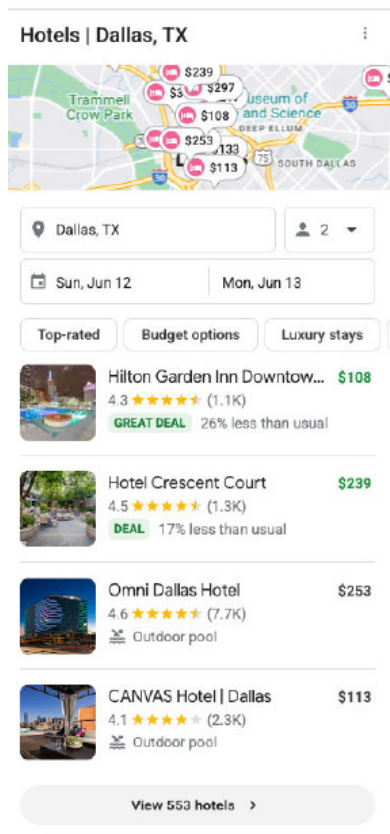 Hotels | Dallas, TX
$239
$297
Trammell
Crow Park
$108
and Science
DEEP ELLUM
30
$253
133
75
SOUTH DALLAS
$113
30
Dallas, TX
2
Sun, Jun 12 Mon, Jun 13
Top-rated Budget options Luxury stays
Hilton Garden Inn Downtow... $108
4.3 (1.1K)
GREAT DEAL 26% less than usual
Hotel Crescent Court $239
4.5 (1.3K)
DEAL 17% less than usual
Omni Dallas Hotel $253
4.6 (7.7K)
Outdoor pool
CANVAS Hotel | Dallas $113
4.1 (2.3K)
Outdoor pool
View 553 hotels >